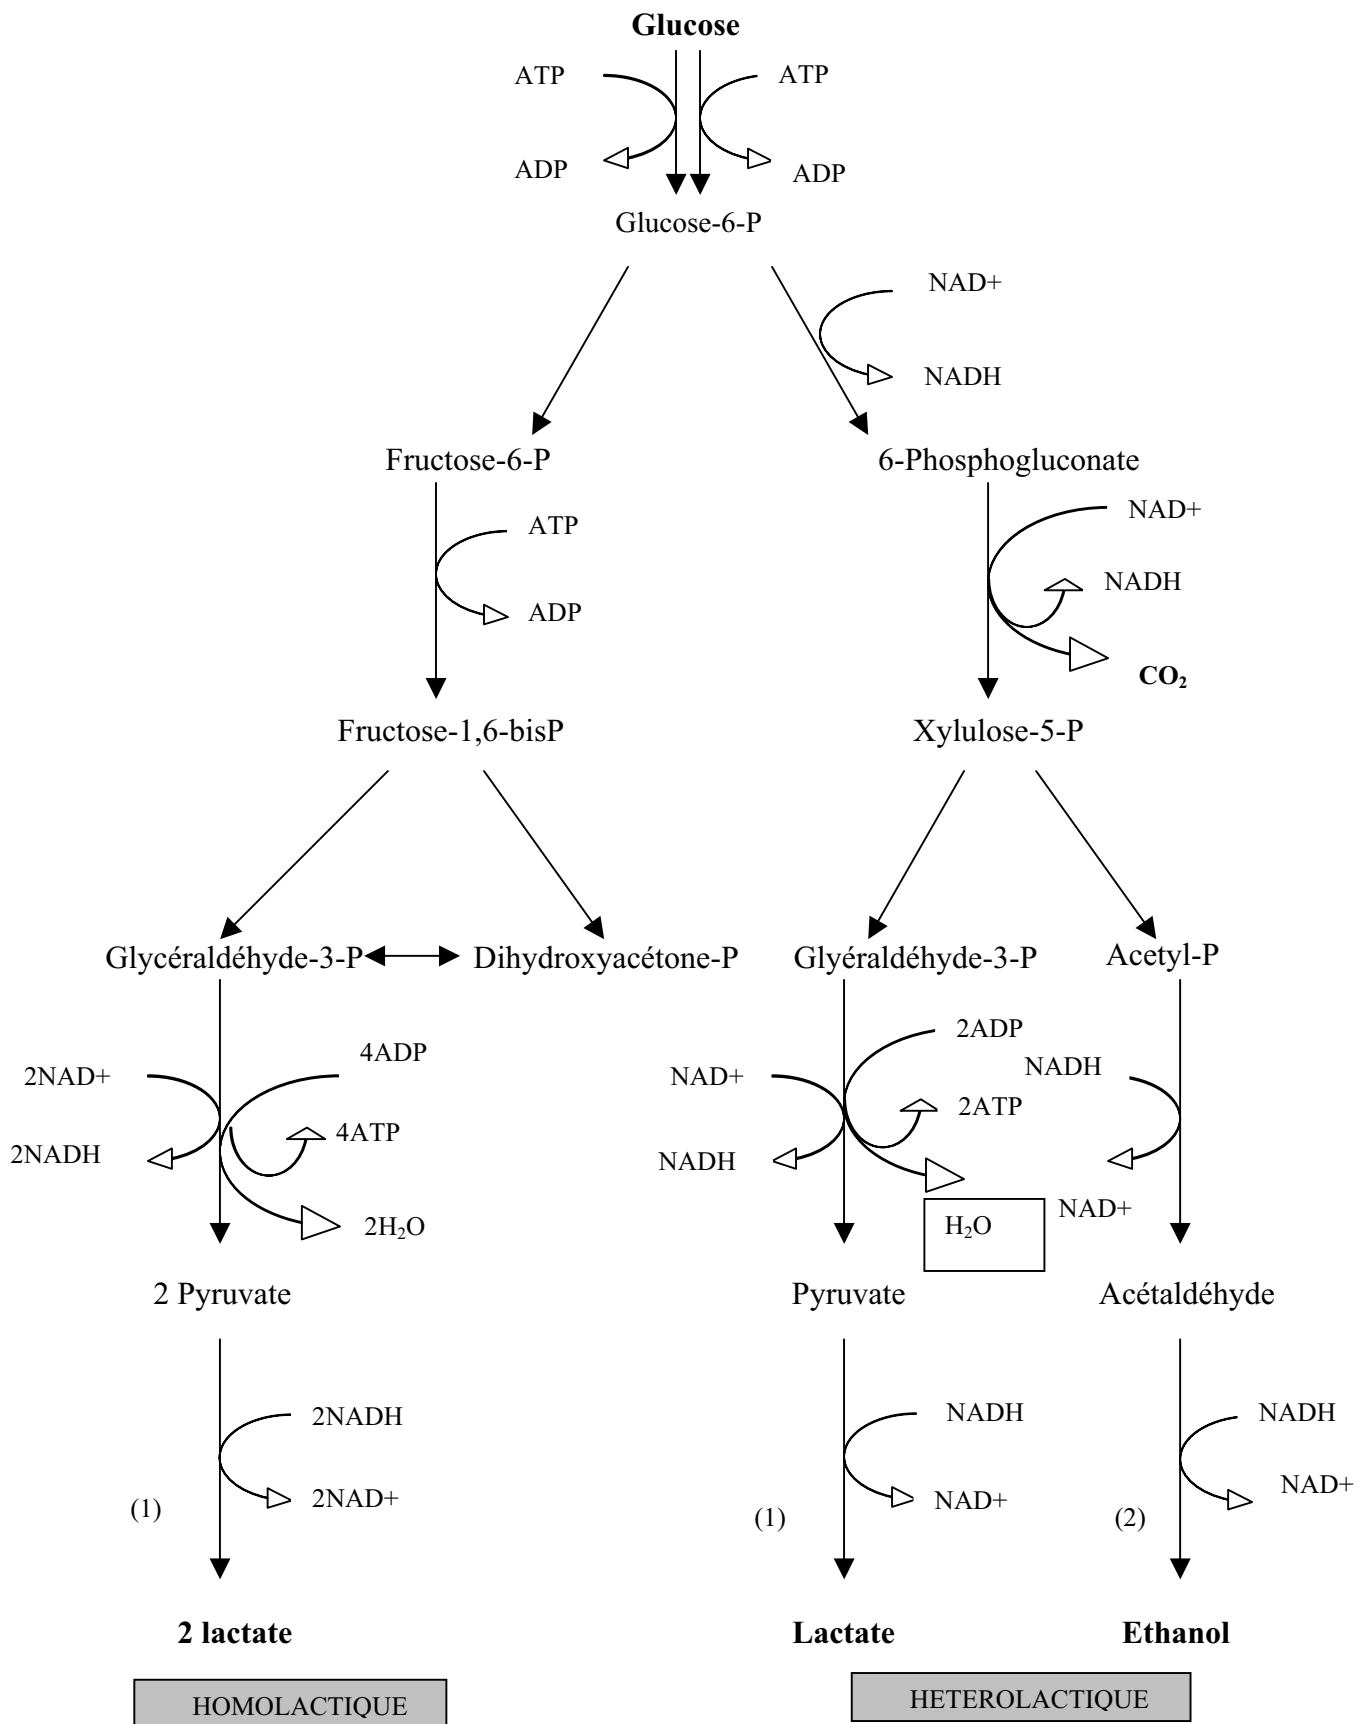 Glucose
ATP ATP
ADP ADP
Glucose-6-P
NAD+
NADH
Fructose-6-P 6-Phosphogluconate
ATP NAD+
ADP NADH
CO₂
Fructose-1,6-bisP Xylulose-5-P
Glycéraldéhyde-3-P Dihydroxyacétone-P Glyéraldéhyde-3-P Acetyl-P
4ADP 2ADP
2NAD+ NAD+ NADH
4ATP 2ATP
2NADH NADH
2H₂O H₂O NAD+
2 Pyruvate Pyruvate Acétaldéhyde
2NADH NADH NADH
2NAD+ NAD+ NAD+
(1) (1) (2)
2 lactate Lactate Ethanol
HOMOLACTIQUE HETEROLACTIQUE